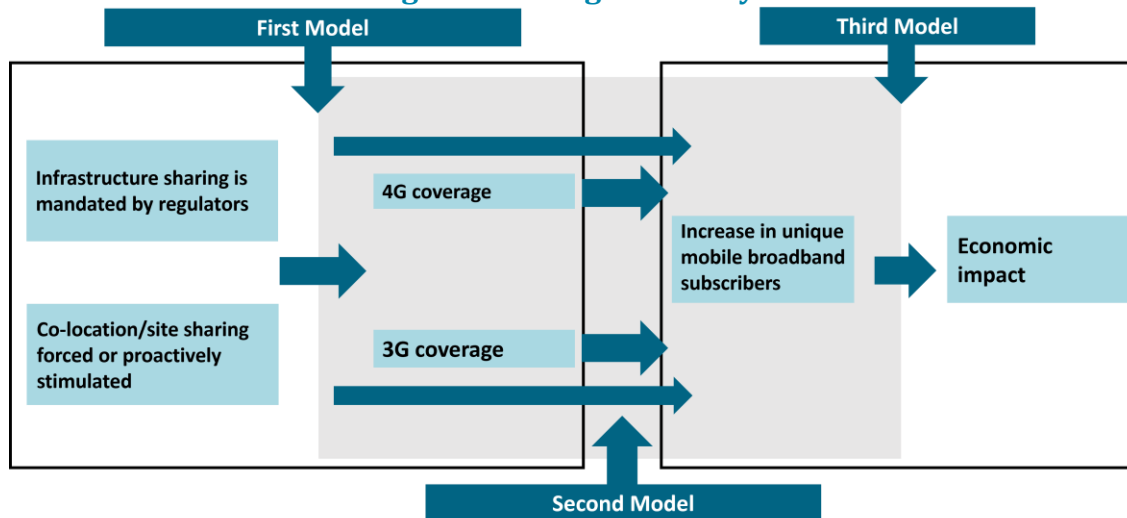 First Model
Third Model
Infrastructure sharing is
mandated by regulators
4G coverage
Increase in unique
mobile broadband
subscribers
Economic
impact
Co-location/site sharing
forced or proactively
stimulated
3G coverage
Second Model